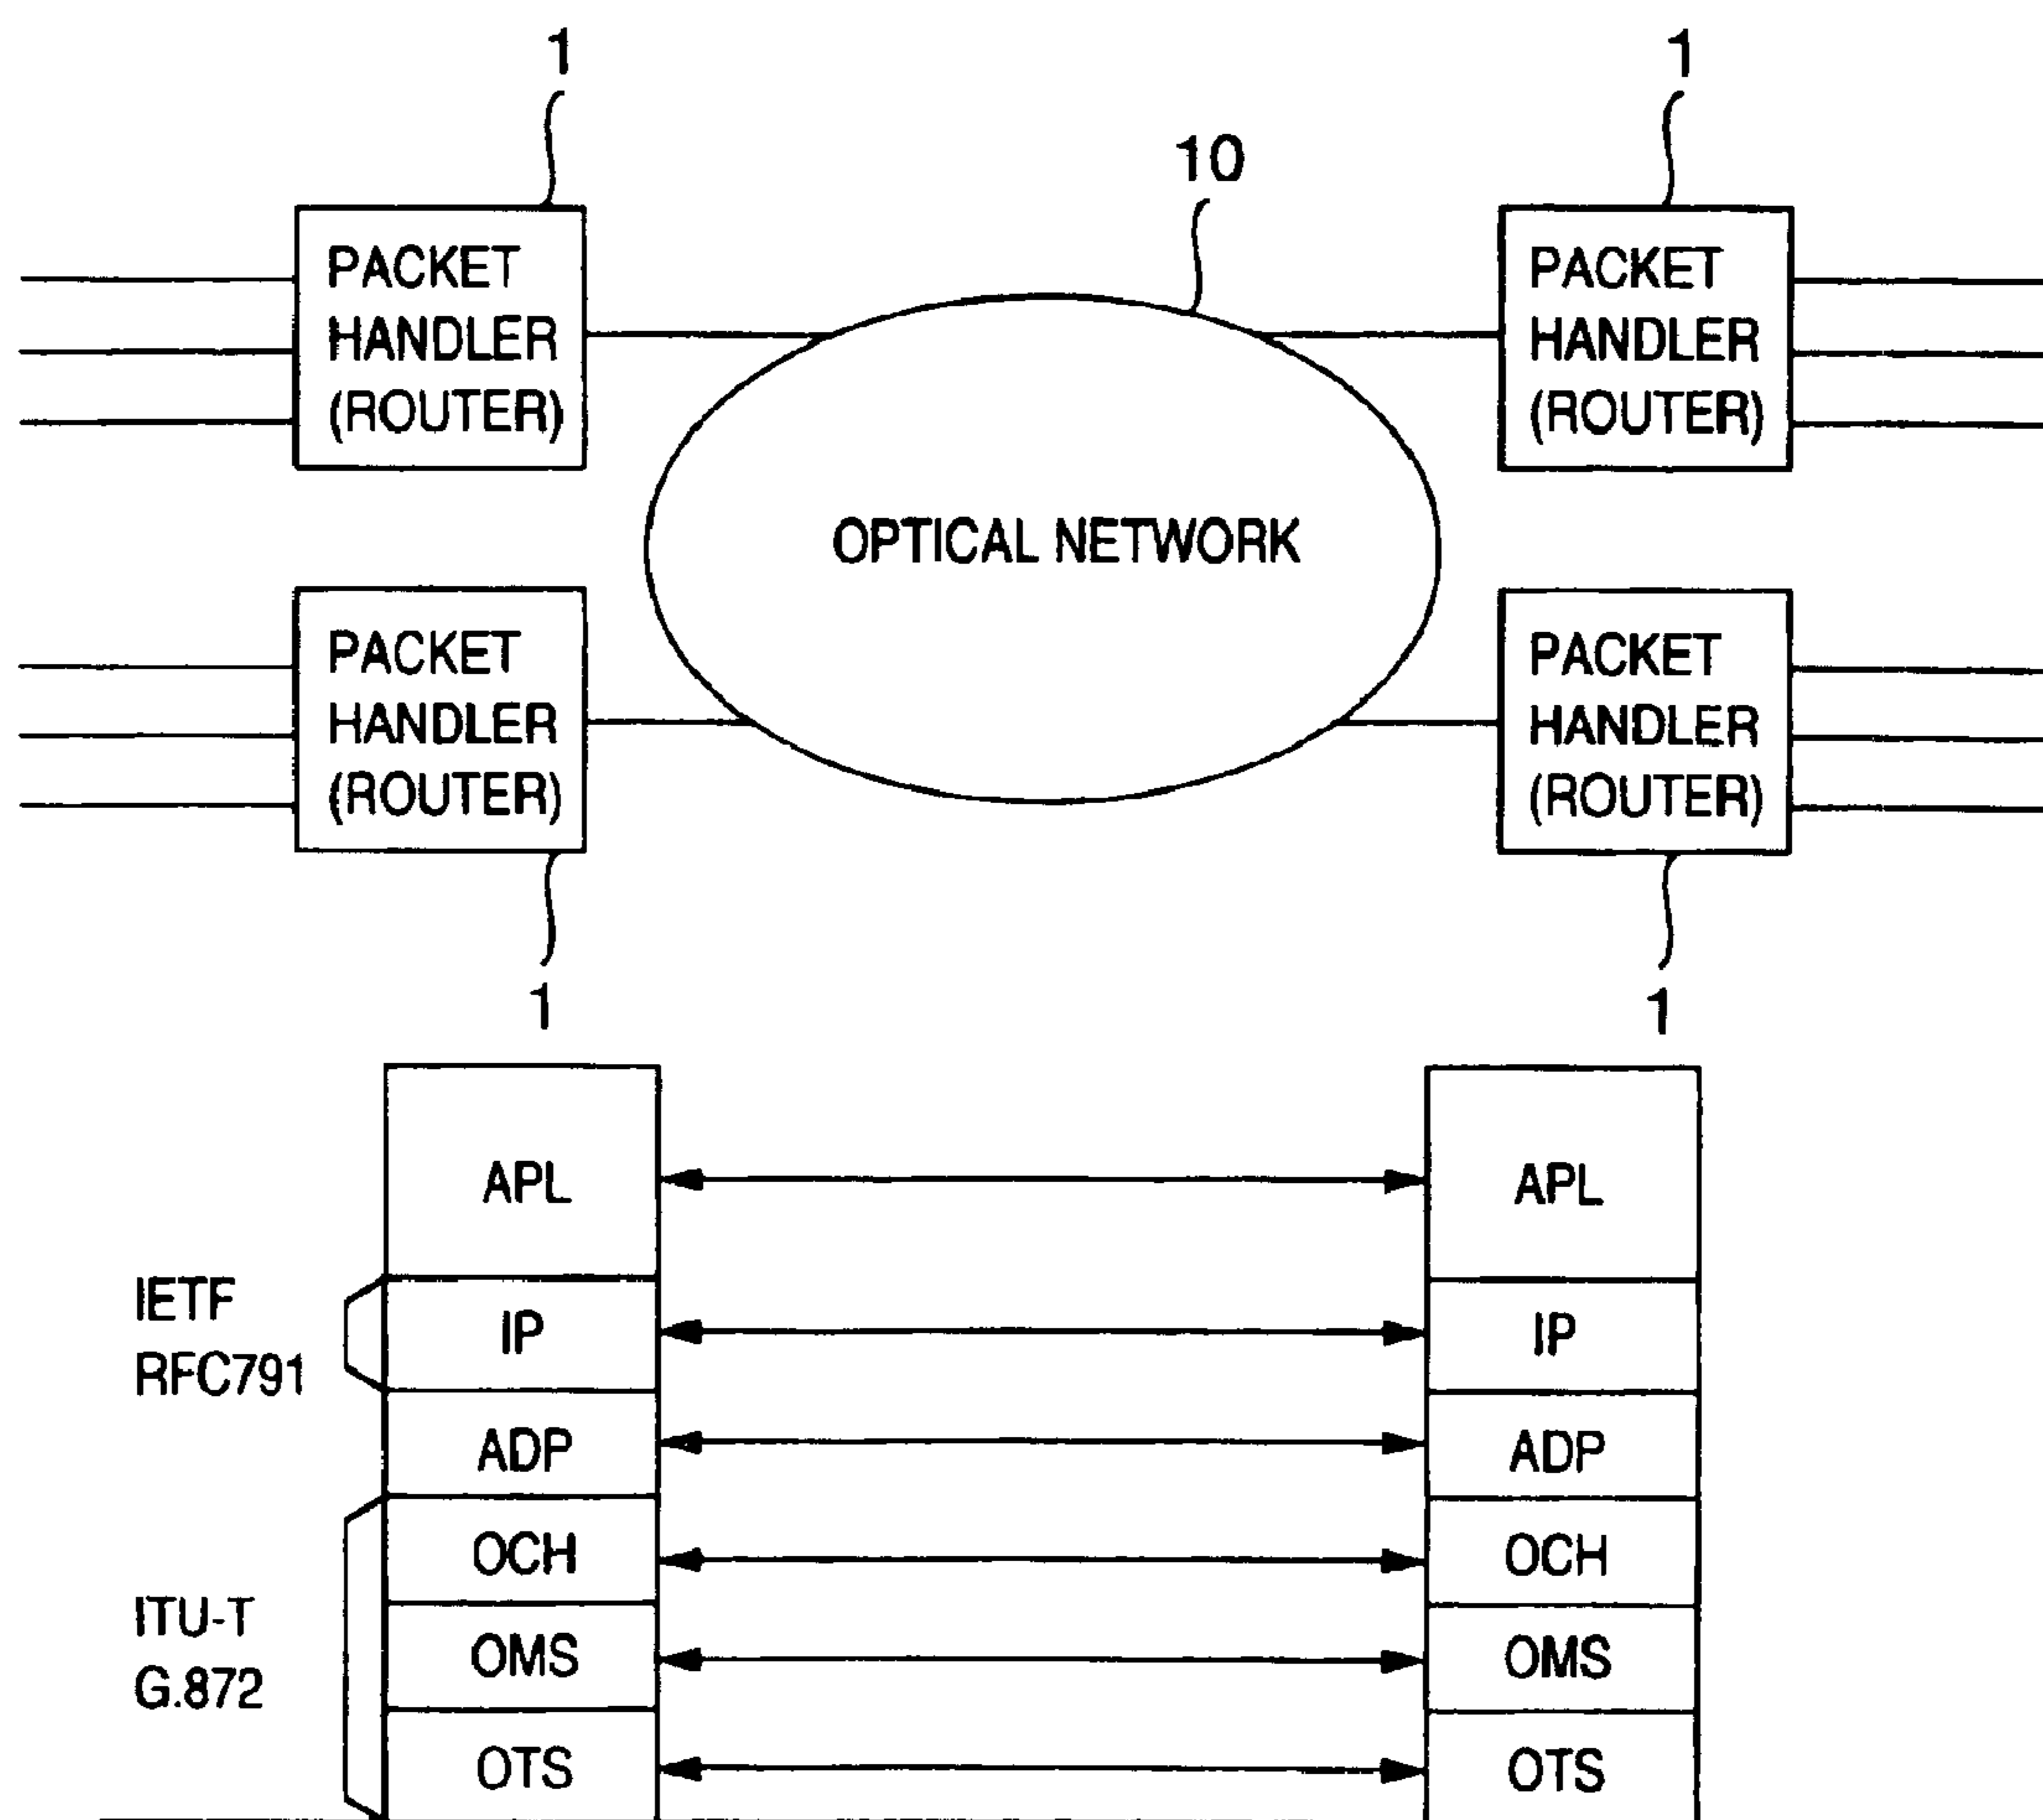 1
1
10
PACKET
HANDLER
(ROUTER)
PACKET
HANDLER
(ROUTER)
OPTICAL NETWORK
PACKET
HANDLER
(ROUTER)
PACKET
HANDLER
(ROUTER)
1
1
APL
APL
IETF
RFC791
IP
IP
ADP
ADP
ITU-T
G.872
OCH
OCH
OMS
OMS
OTS
OTS